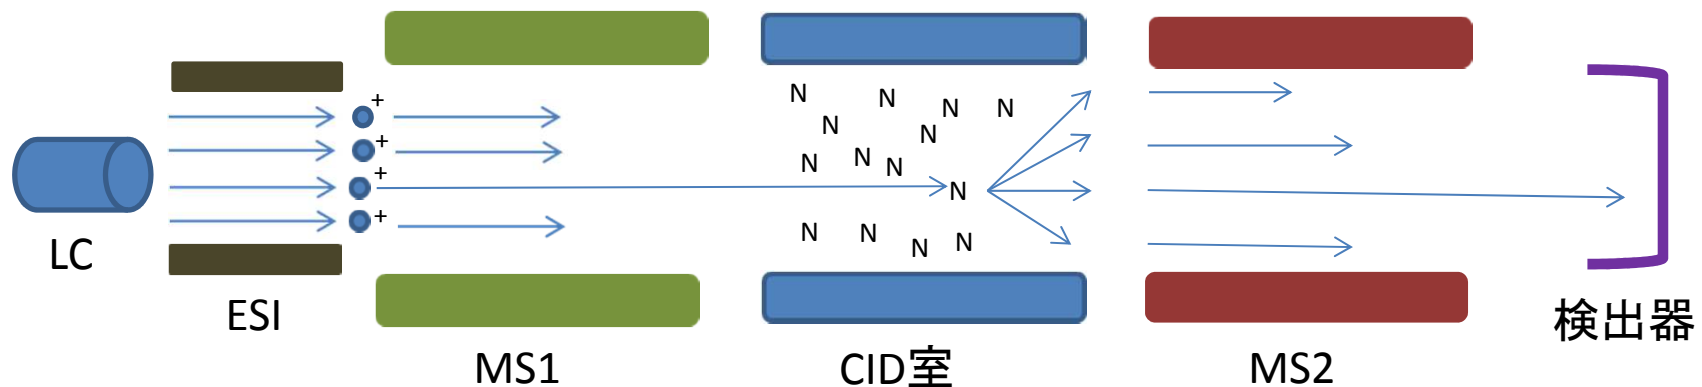 +
+
+
+
N N N N
N N
N N N
N
N N N N
LC
ESI
MS1
CID室
MS2
検出器